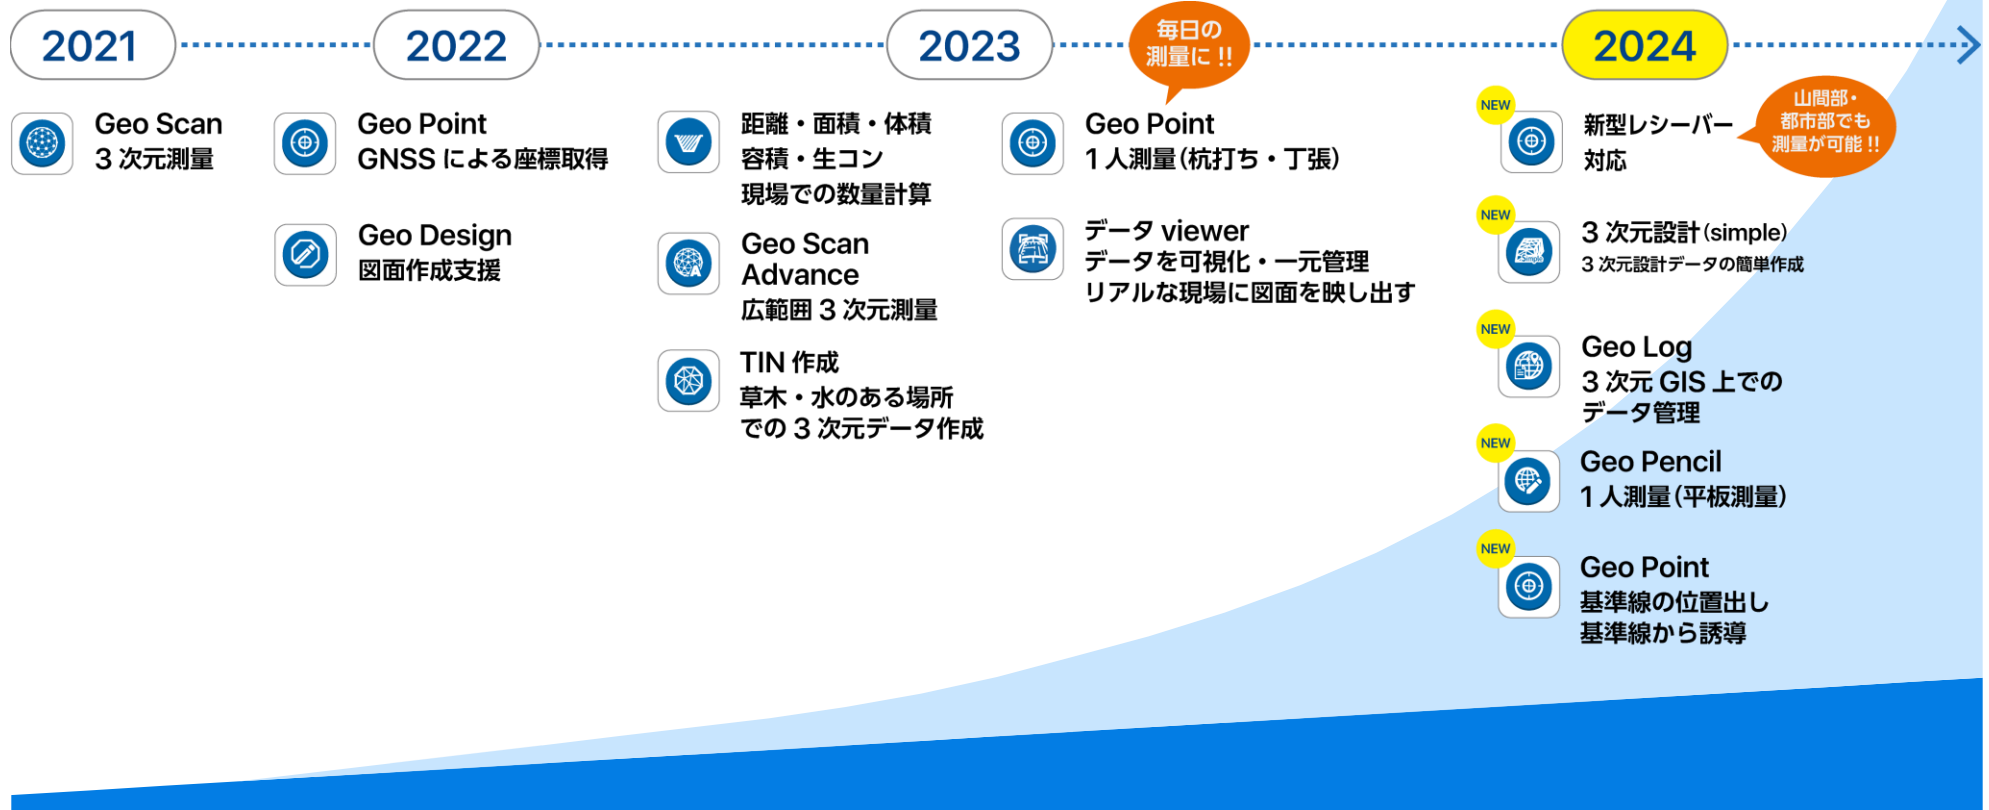 2021
2022
2023
毎日の
測量に!!
2024
Geo Scan
3次元測量
Geo Point
GNSSによる座標取得
Geo Design
図面作成支援
距離・面積・体積
容積・生コン
現場での数量計算
Geo Scan
Advance
広範囲3次元測量
TIN作成
草木・水のある場所
での3次元データ作成
Geo Point
1人測量(杭打ち・丁張)
データviewer
データを可視化・一元管理
リアルな現場に図面を映し出す
NEW
新型レシーバー
対応
山間部・
都市部でも
測量が可能!!
NEW
3次元設計(simple)
3次元設計データの簡単作成
NEW
Geo Log
3次元GIS上での
データ管理
NEW
Geo Pencil
1人測量(平板測量)
NEW
Geo Point
基準線の位置出し
基準線から誘導